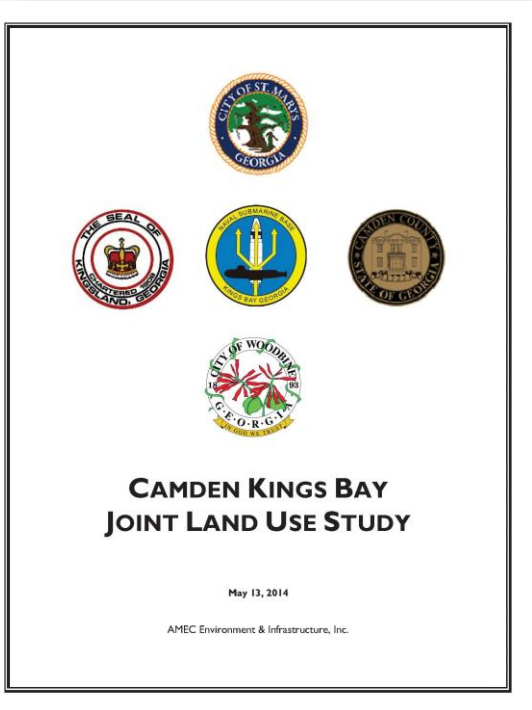 CITY OF ST. MARYS
GEORGIA
THE SEAL OF
CHARTERED 1908
KINGSLAND, GEORGIA
NAVAL SUBMARINE BASE
KINGS BAY GEORGIA
CAMDEN COUNTY
STATE OF GEORGIA
CITY OF WOODBINE
18 93
G·E·O·R·G·I·A
IN GOD WE TRUST
CAMDEN KINGS BAY
JOINT LAND USE STUDY
May 13, 2014
AMEC Environment & Infrastructure, Inc.